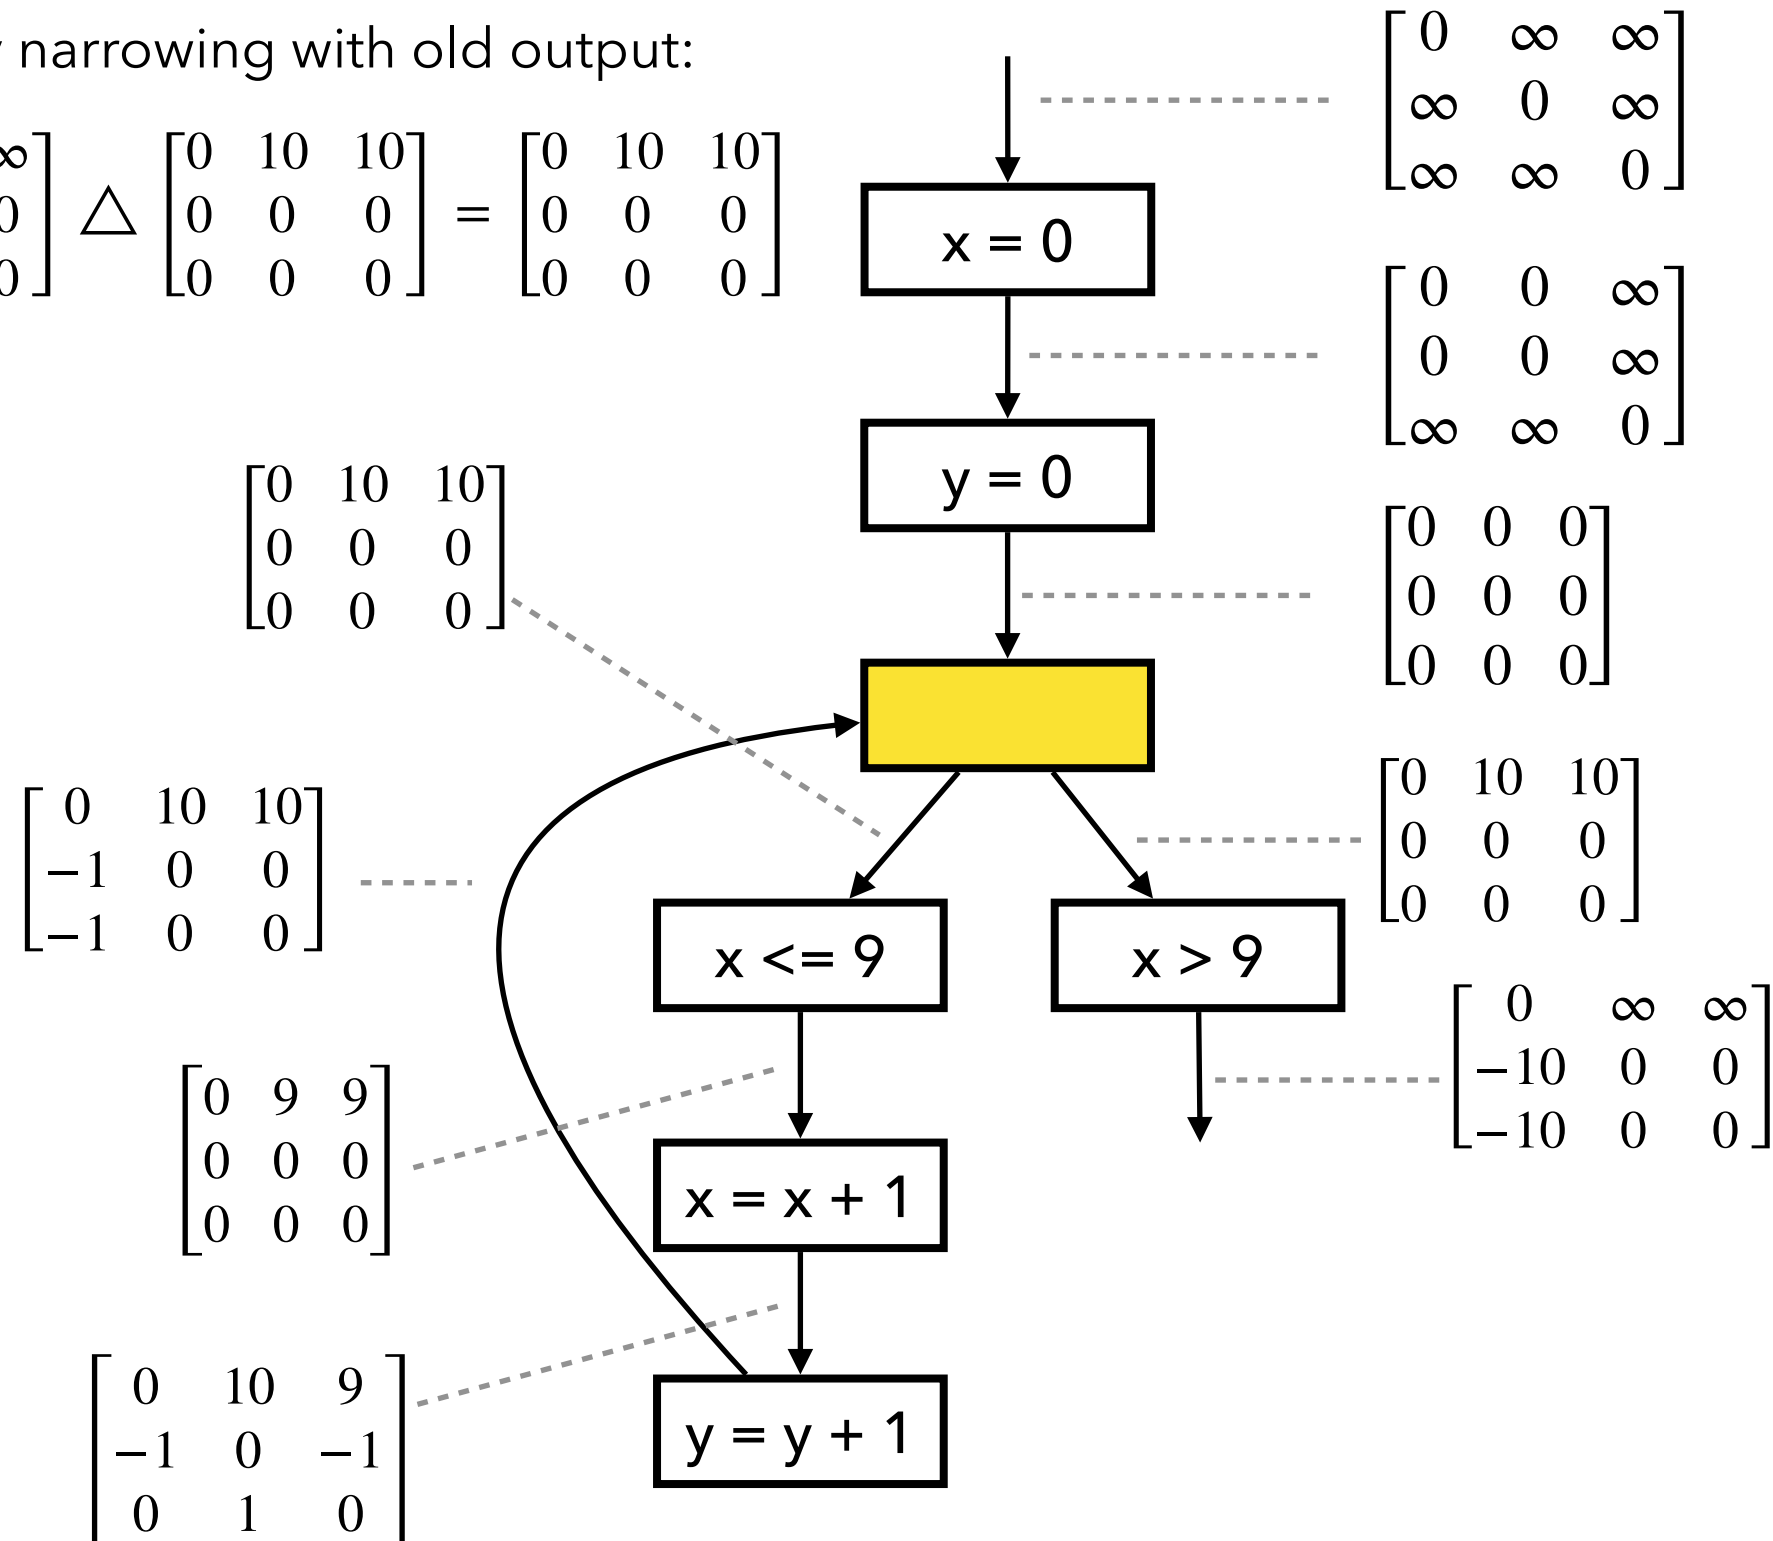 narrowing with old output:
∞] △ [0 10 10] = [0 10 10]
0] [0 0 0] [0 0 0]
0] [0 0 0] [0 0 0]
[0 ∞ ∞]
[∞ 0 ∞]
[∞ ∞ 0]
x = 0
[0 0 ∞]
[0 0 ∞]
[∞ ∞ 0]
y = 0
[0 0 0]
[0 0 0]
[0 0 0]
[0 10 10]
[0 0 0]
[0 0 0]
[0 10 10]
[0 0 0]
[0 0 0]
[0 10 10]
[−1 0 0]
[−1 0 0]
x <= 9
x > 9
[0 ∞ ∞]
[−10 0 0]
[−10 0 0]
[0 9 9]
[0 0 0]
[0 0 0]
x = x + 1
[0 10 9]
[−1 0 −1]
[0 1 0]
y = y + 1